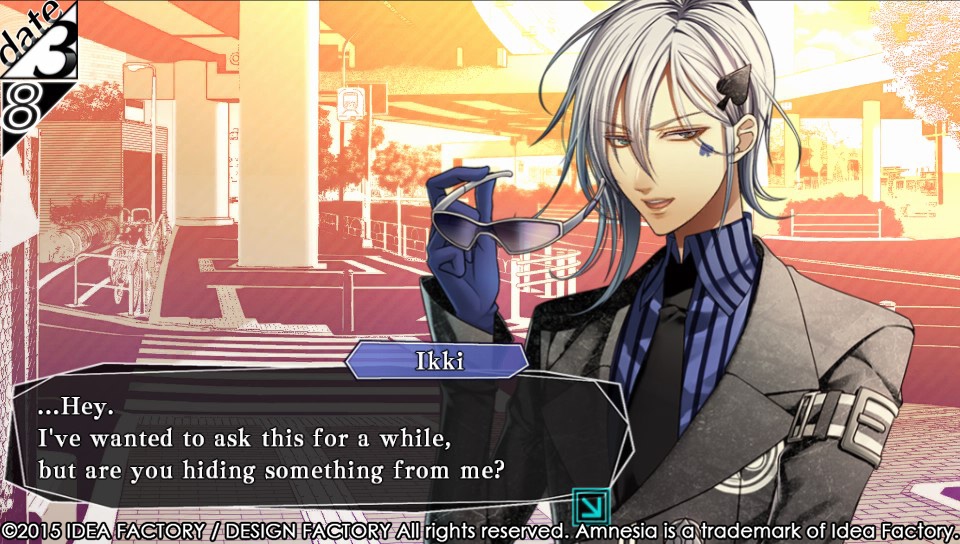 date
3
8
Ikki
...Hey.
I've wanted to ask this for a while,
but are you hiding something from me?
©2015 IDEA FACTORY / DESIGN FACTORY All rights reserved. Amnesia is a trademark of Idea Factory.